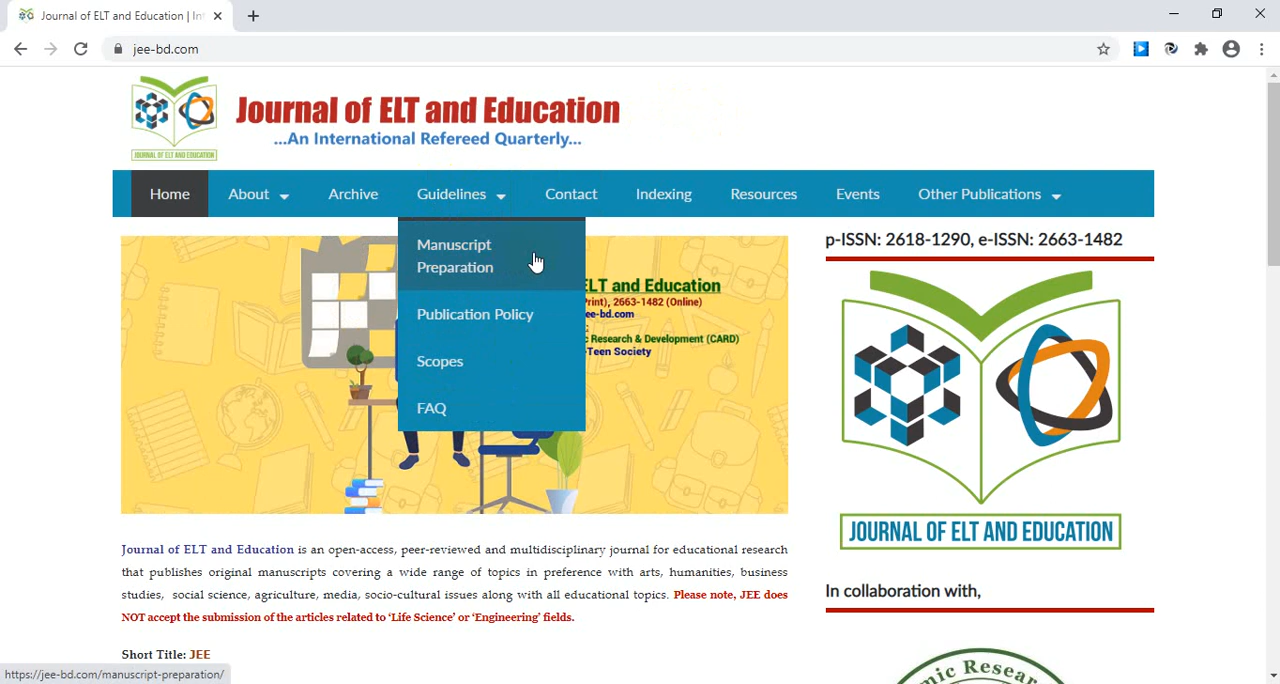 Journal of ELT and Education | In
jee-bd.com
JOURNAL OF ELT AND EDUCATION
Journal of ELT and Education
...An International Refereed Quarterly...
Home About Archive Guidelines Contact Indexing Resources Events Other Publications
Manuscript
Preparation
Publication Policy
Scopes
FAQ
ELT and Education
rint), 2663-1482 (Online)
ee-bd.com
Research & Development (CARD)
-Teen Society
p-ISSN: 2618-1290, e-ISSN: 2663-1482
JOURNAL OF ELT AND EDUCATION
In collaboration with,
mic Resear
Journal of ELT and Education is an open-access, peer-reviewed and multidisciplinary journal for educational research
that publishes original manuscripts covering a wide range of topics in preference with arts, humanities, business
studies, social science, agriculture, media, socio-cultural issues along with all educational topics. Please note, JEE does
NOT accept the submission of the articles related to 'Life Science' or 'Engineering' fields.
Short Title: JEE
https://jee-bd.com/manuscript-preparation/